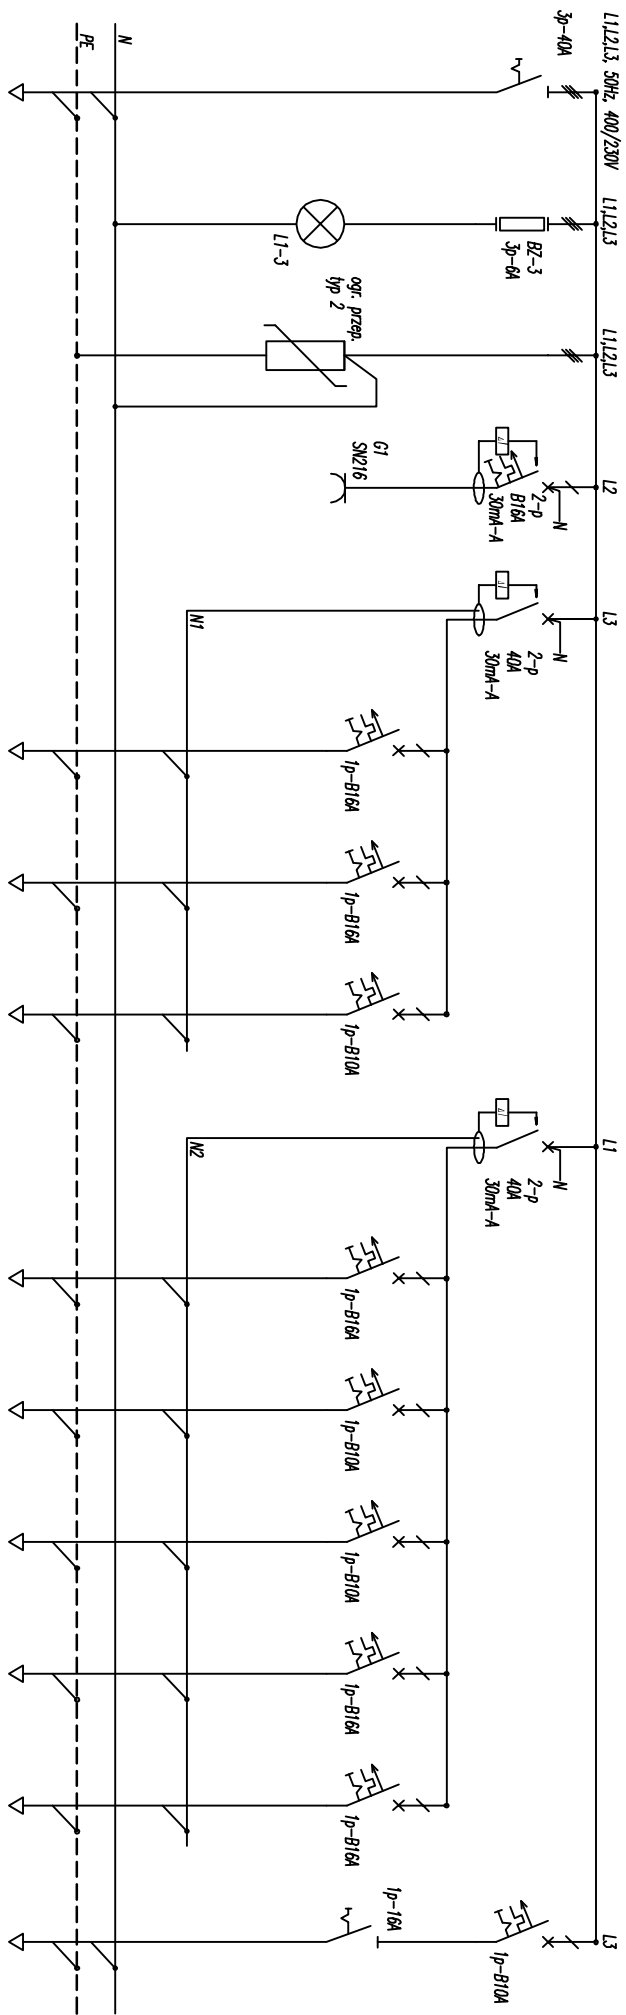 L1,L2,L3, 50Hz, 400/230V
3p-40A
N
PE
L1,L2,L3
BZ-3
3p-6A
L1-3
L1,L2,L3
ogr. przep.
typ 2
L2
N
2-p
B16A
30mA-A
ΔI
G1
SN216
L3
N
2-p
40A
30mA-A
ΔI
N1
1p-B16A
1p-B16A
1p-B10A
L1
N
2-p
40A
30mA-A
ΔI
N2
1p-B16A
1p-B10A
1p-B10A
1p-B16A
1p-B16A
L3
1p-B10A
1p-16A